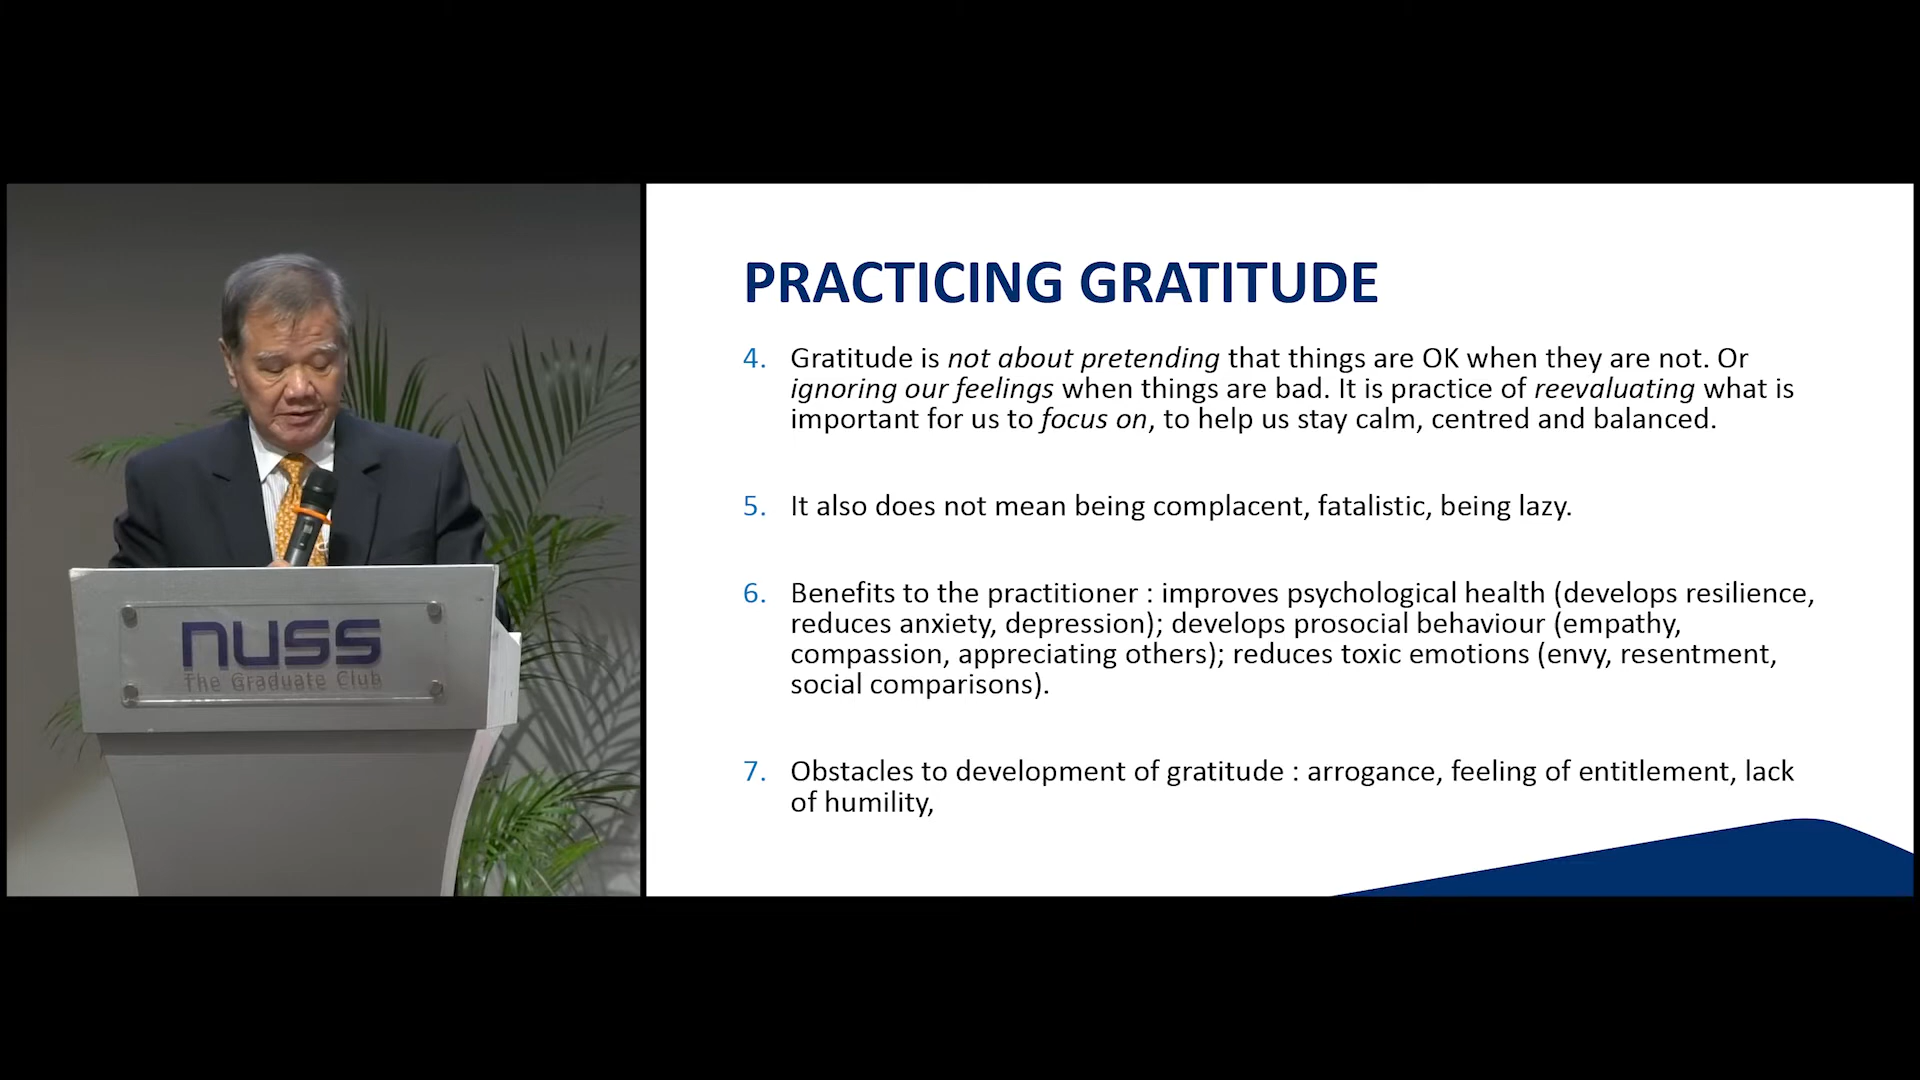 nuss
The Graduate Club
PRACTICING GRATITUDE
4. Gratitude is not about pretending that things are OK when they are not. Or
ignoring our feelings when things are bad. It is practice of reevaluating what is
important for us to focus on, to help us stay calm, centred and balanced.
5. It also does not mean being complacent, fatalistic, being lazy.
6. Benefits to the practitioner : improves psychological health (develops resilience,
reduces anxiety, depression); develops prosocial behaviour (empathy,
compassion, appreciating others); reduces toxic emotions (envy, resentment,
social comparisons).
7. Obstacles to development of gratitude : arrogance, feeling of entitlement, lack
of humility,